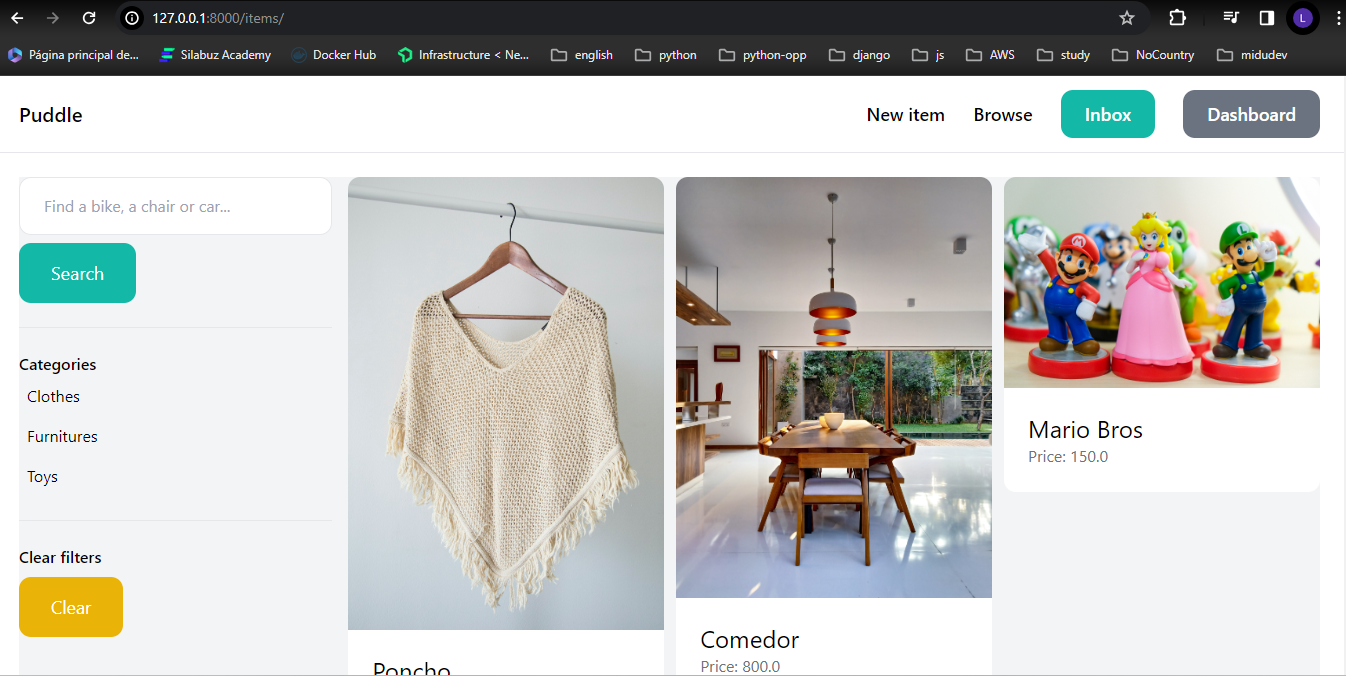 127.0.0.1:8000/items/
L
Página principal de...
Silabuz Academy
Docker Hub
Infrastructure < Ne...
english
python
python-opp
django
js
AWS
study
NoCountry
midudev
Puddle
New item
Browse
Inbox
Dashboard
Find a bike, a chair or car...
Search
Categories
Clothes
Furnitures
Toys
Clear filters
Clear
Poncho
Comedor
Price: 800.0
Mario Bros
Price: 150.0